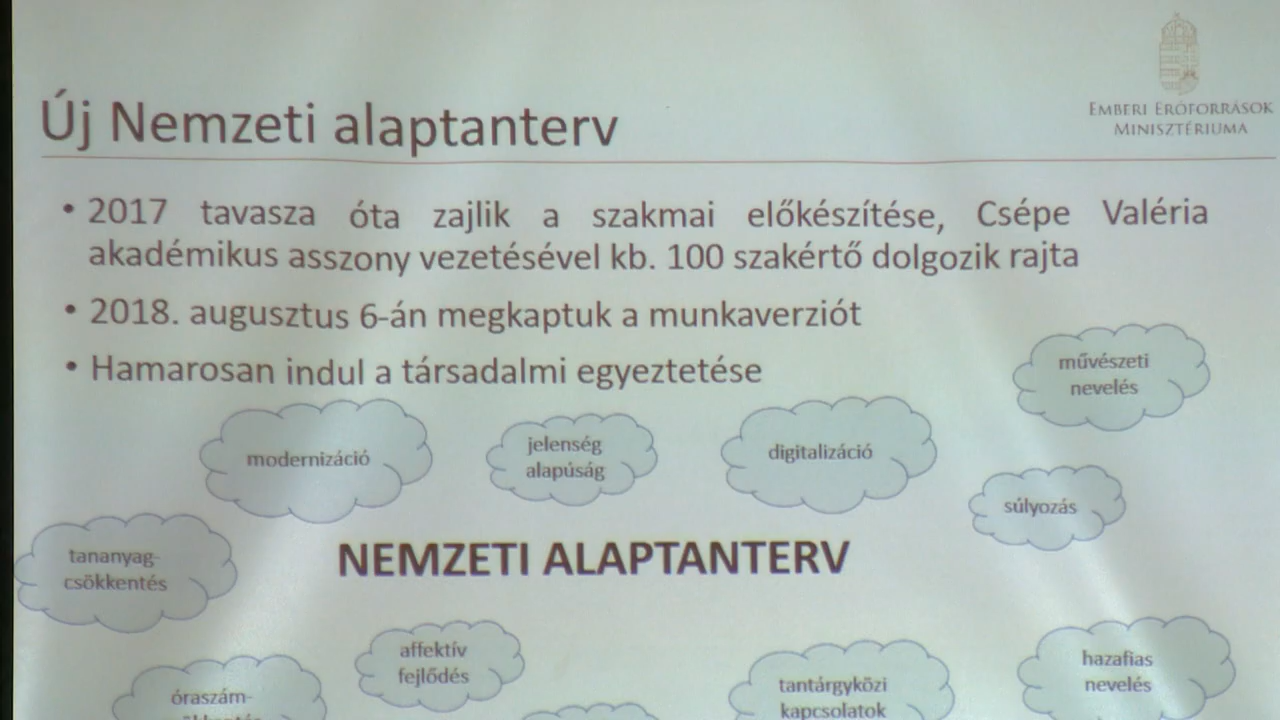 EMBERI ERŐFORRÁSOK
MINISZTÉRIUMA
Új Nemzeti alaptanterv
• 2017 tavasza óta zajlik a szakmai előkészítése, Csépe Valéria
akadémikus asszony vezetésével kb. 100 szakértő dolgozik rajta
• 2018. augusztus 6-án megkaptuk a munkaverziót
• Hamarosan indul a társadalmi egyeztetése
művészeti
nevelés
modernizáció
jelenség
alapúság
digitalizáció
súlyozás
tananyag-
csökkentés
NEMZETI ALAPTANTERV
affektív
fejlődés
óraszám-
tantárgyközi
kapcsolatok
hazafias
nevelés